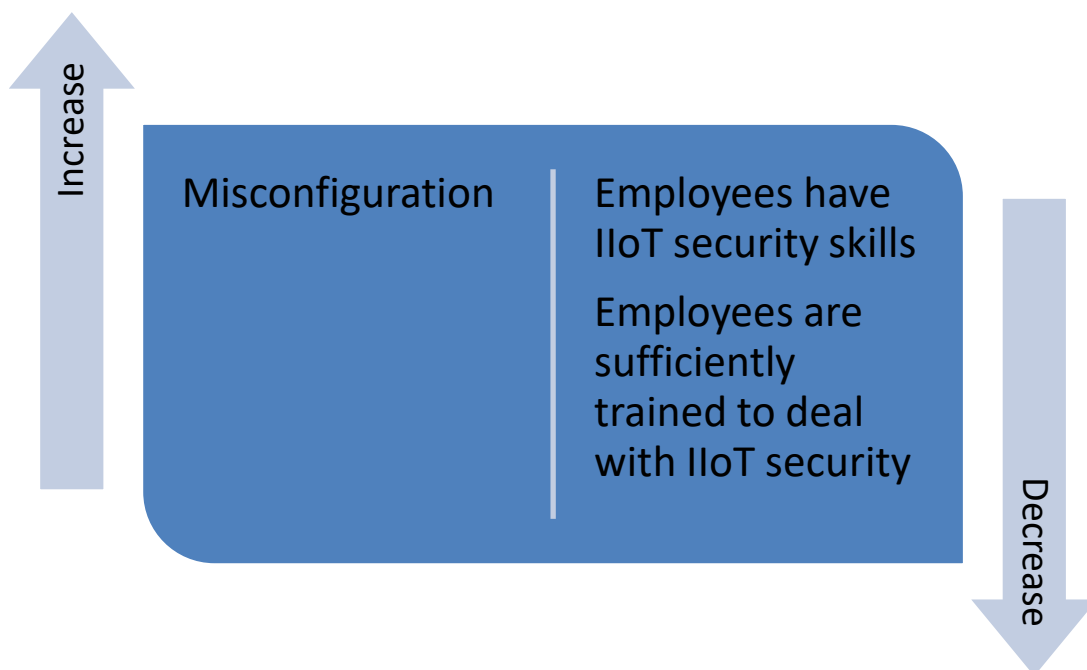 Increase
Misconfiguration
Employees have
IIoT security skills
Employees are
sufficiently
trained to deal
with IIoT security
Decrease